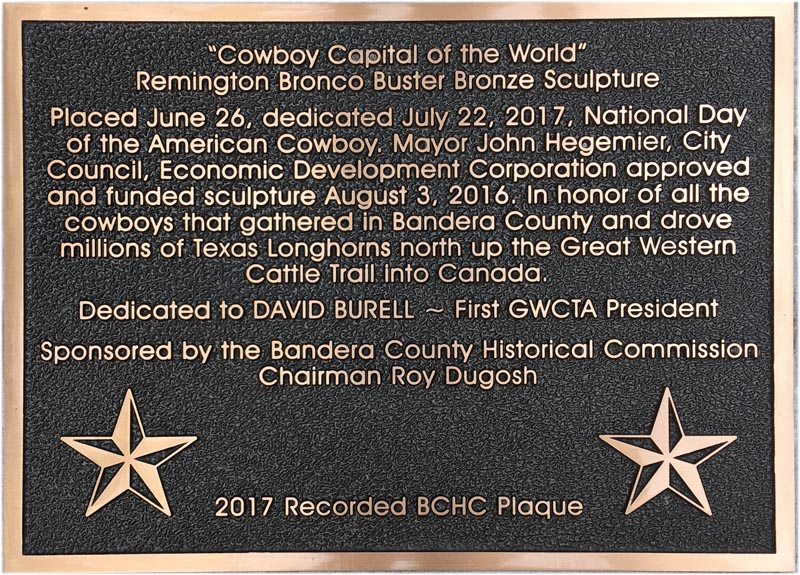 “Cowboy Capital of the World“
Remington Bronco Buster Bronze Sculpture
Placed June 26, dedicated July 22, 2017, National Day
of the American Cowboy. Mayor John Hegemier, City
Council, Economic Development Corporation approved
and funded sculpture August 3, 2016. In honor of all the
cowboys that gathered in Bandera County and drove
millions of Texas Longhorns north up the Great Western
Cattle Trail into Canada.
Dedicated to DAVID BURELL ~ First GWCTA President
Sponsored by the Bandera County Historical Commission
Chairman Roy Dugosh
2017 Recorded BCHC Plaque